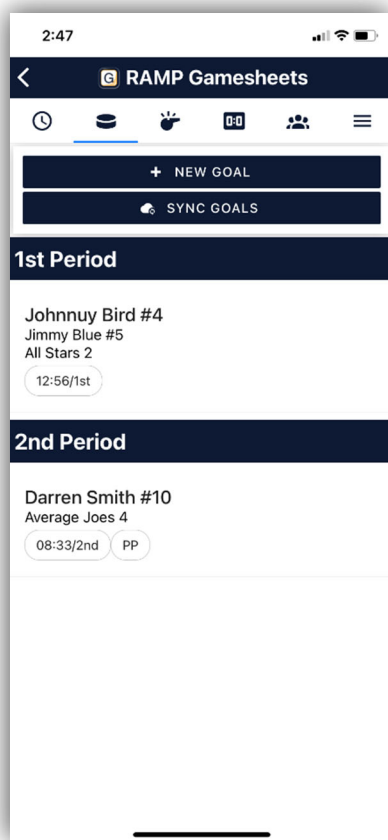 2:47
G RAMP Gamesheets
0:0
+ NEW GOAL
SYNC GOALS
1st Period
Johnnuy Bird #4
Jimmy Blue #5
All Stars 2
12:56/1st
2nd Period
Darren Smith #10
Average Joes 4
08:33/2nd PP